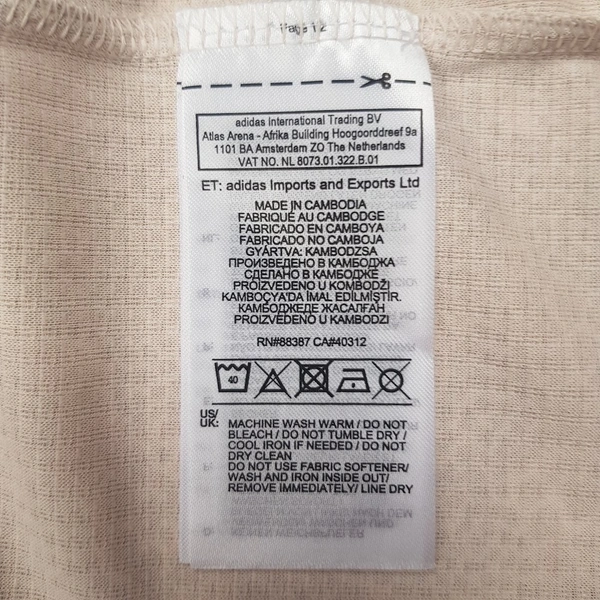 adidas International Trading BV
Atlas Arena - Afrika Building Hoogoorddreef 9a
1101 BA Amsterdam ZO The Netherlands
VAT NO. NL 8073.01.322.B.01
ET: adidas Imports and Exports Ltd
MADE IN CAMBODIA
FABRIQUÉ AU CAMBODGE
FABRICADO EN CAMBOYA
FABRICADO NO CAMBOJA
GYÁRTVA: KAMBODZSA
ПРОИЗВЕДЕНО В КАМБОДЖА
СДЕЛАНО В КАМБОДЖЕ
PROIZVEDENO U KOMBODŽI
KAMBOÇYA'DA İMAL EDİLMİŞTİR.
КАМБОДЖЕДЕ ЖАСАЛҒАН
PROIZVEDENO U KOMBODŽI
RN#88387 CA#40312
40
US/
UK:
MACHINE WASH WARM / DO NOT
BLEACH / DO NOT TUMBLE DRY /
COOL IRON IF NEEDED / DO NOT
DRY CLEAN
DO NOT USE FABRIC SOFTENER/
WASH AND IRON INSIDE OUT/
REMOVE IMMEDIATELY/ LINE DRY